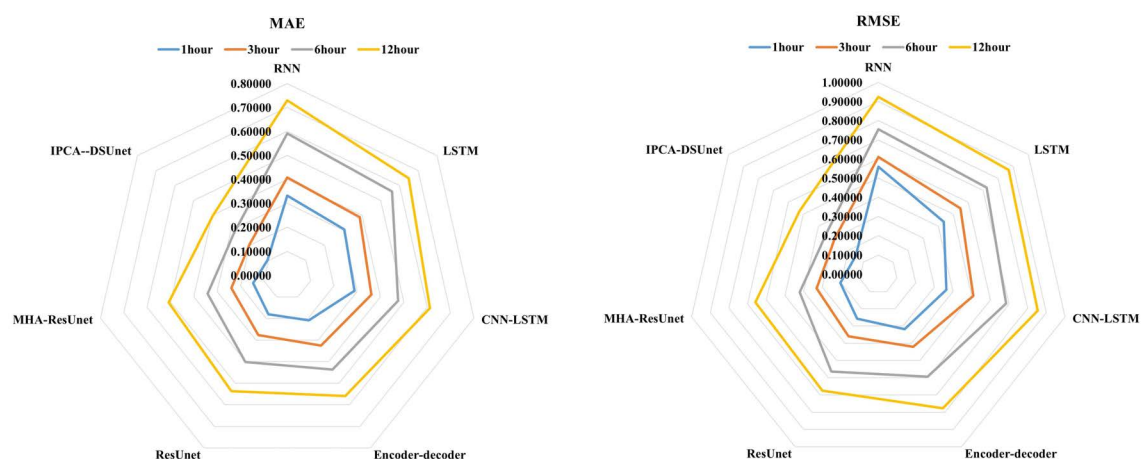 MAE
1hour 3hour 6hour 12hour
RNN
0.80000
0.70000
0.60000
0.50000
0.40000
0.30000
0.20000
0.10000
0.00000
LSTM
CNN-LSTM
Encoder-decoder
ResUnet
MHA-ResUnet
IPCA--DSUnet
RMSE
1hour 3hour 6hour 12hour
RNN
1.00000
0.90000
0.80000
0.70000
0.60000
0.50000
0.40000
0.30000
0.20000
0.10000
0.00000
LSTM
CNN-LSTM
Encoder-decoder
ResUnet
MHA-ResUnet
IPCA-DSUnet